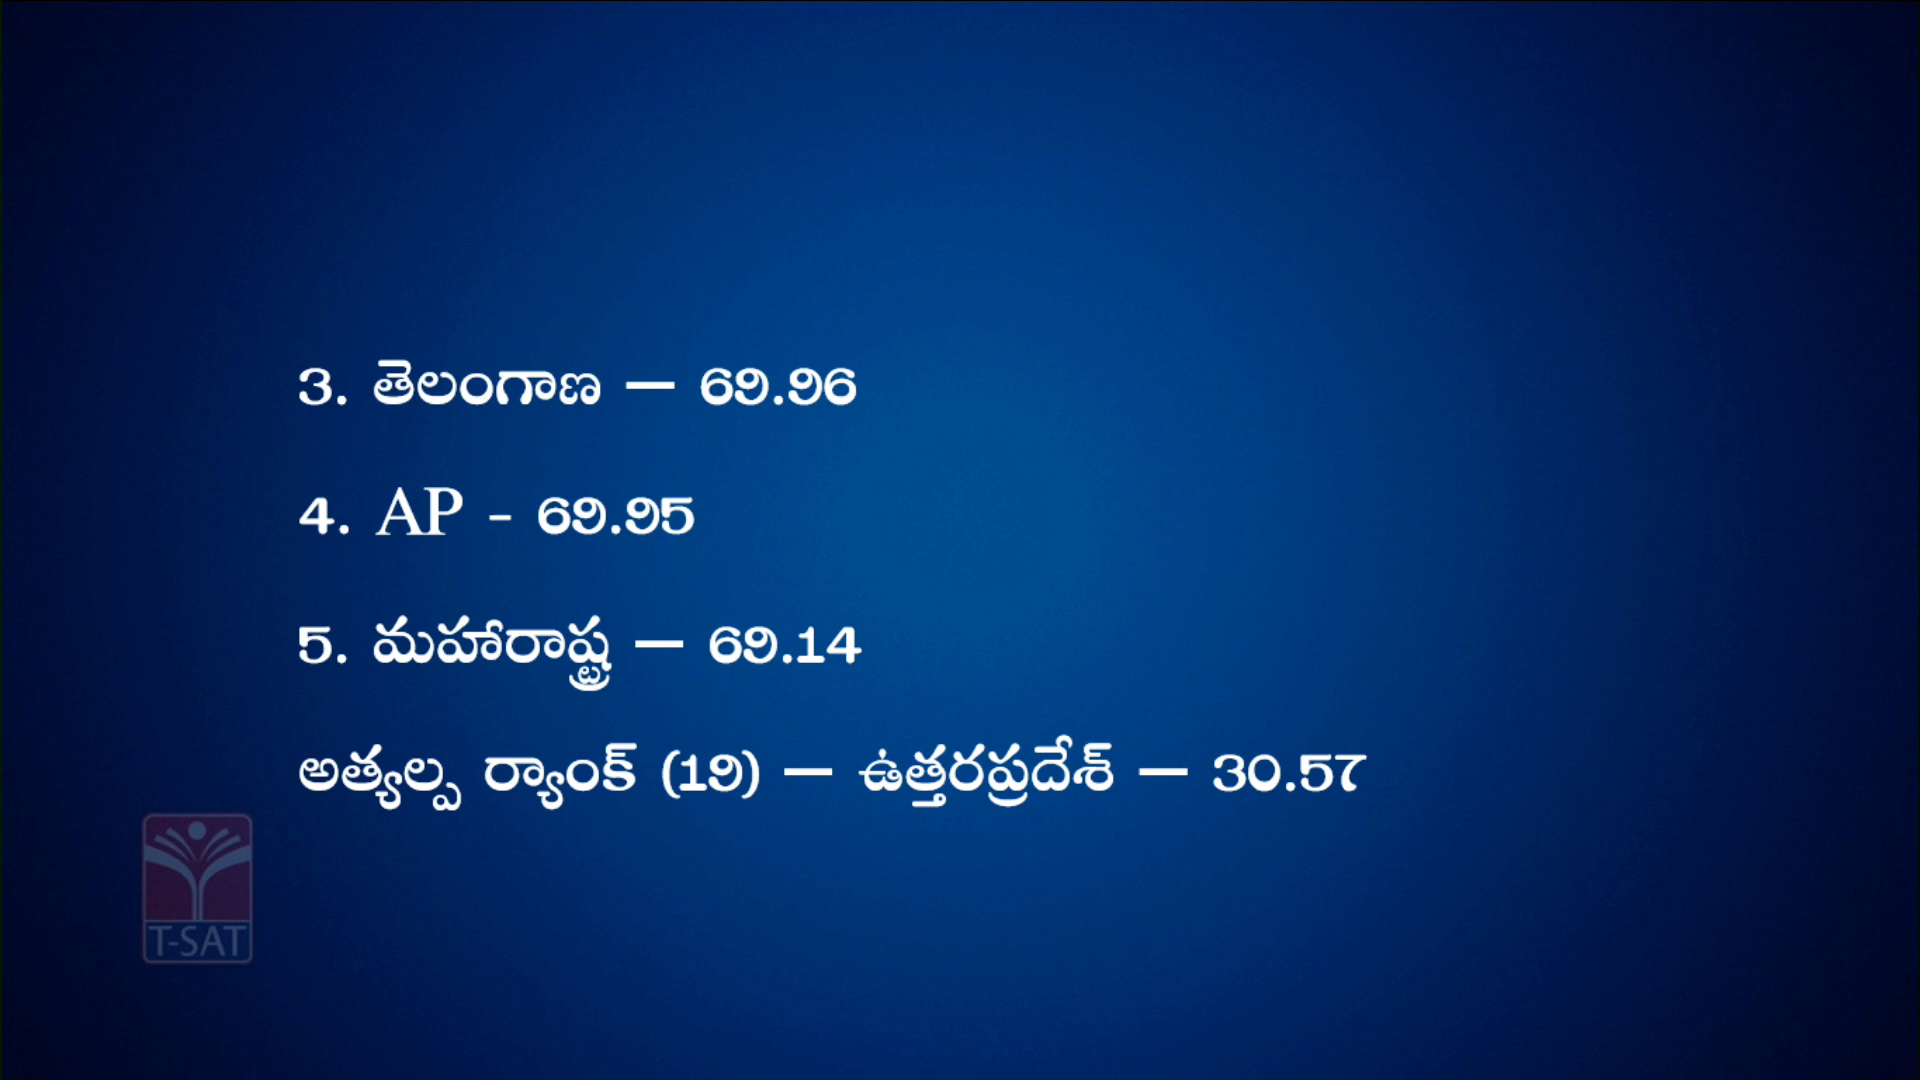 3. తెలంగాణ – 69.96
4. AP - 69.95
5. మహారాష్ట్ర – 69.14
అత్యల్ప ర్యాంక్ (19) – ఉత్తరప్రదేశ్ – 30.57
T-SAT